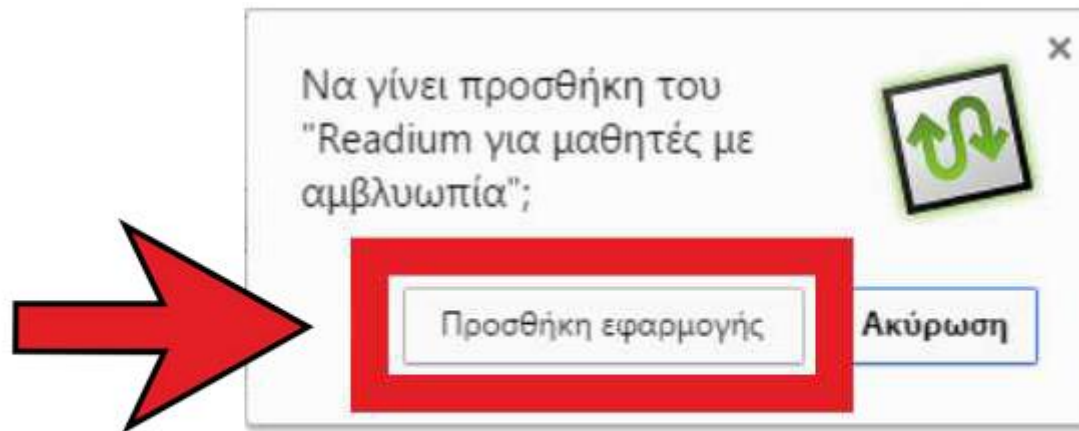 Να γίνει προσθήκη του
"Readium για μαθητές με
αμβλυωπία";
Προσθήκη εφαρμογής
Ακύρωση